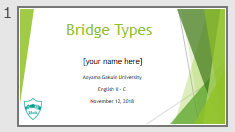 1
Bridge Types
[your name here]
Aoyama Gakuin University
English II - C
November 12, 2018